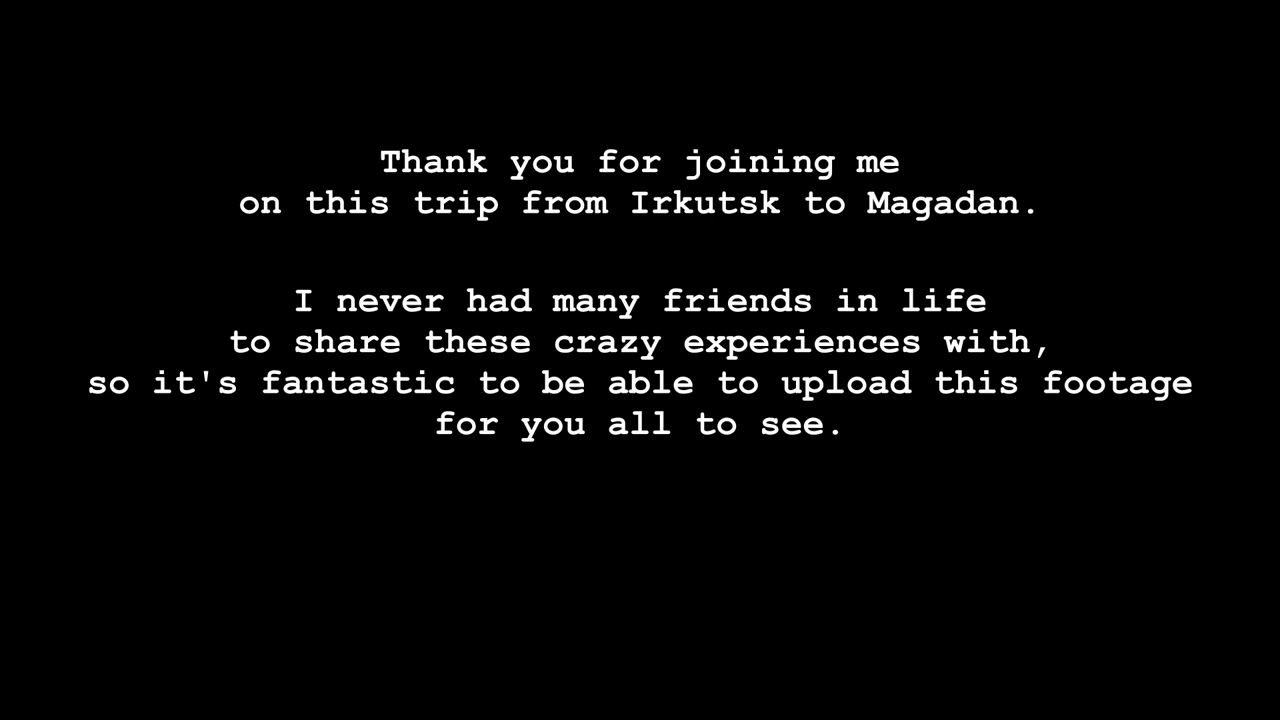 Thank you for joining me
on this trip from Irkutsk to Magadan.
I never had many friends in life
to share these crazy experiences with,
so it's fantastic to be able to upload this footage
for you all to see.